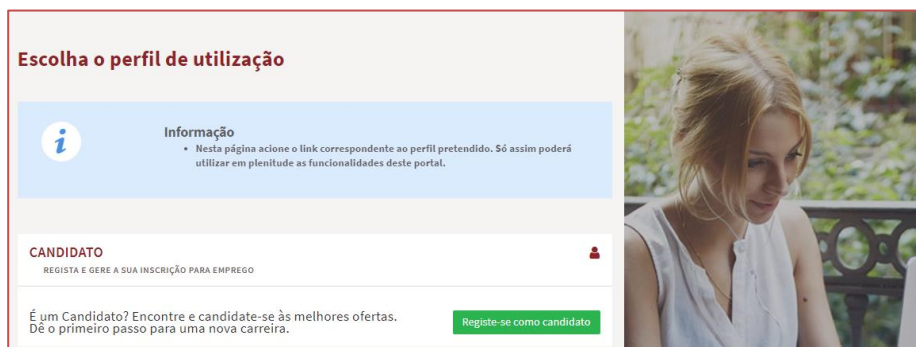 Escolha o perfil de utilização
Informação
• Nesta página acione o link correspondente ao perfil pretendido. Só assim poderá
utilizar em plenitude as funcionalidades deste portal.
CANDIDATO
REGISTA E GERE A SUA INSCRIÇÃO PARA EMPREGO
É um Candidato? Encontre e candidate-se às melhores ofertas.
Dê o primeiro passo para uma nova carreira.
Registe-se como candidato